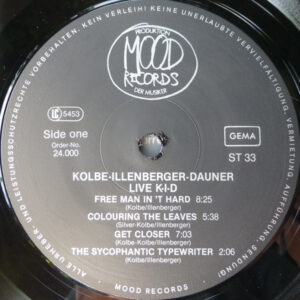 PRODUKTION
MOOD
RECORDS
DER MUSIKER
LC 5453
Side one
Order-No.
24.000
GEMA
ST 33
KOLBE-ILLENBERGER-DAUNER
LIVE K-I-D
FREE MAN IN 'T HARD 8:25
(Kolbe/Illenberger)
COLOURING THE LEAVES 5:38
(Silver-Kolbe/Illenberger)
GET CLOSER 7:03
(Kolbe/Illenberger)
THE SYCOPHANTIC TYPEWRITER 2:06
(Kolbe/Illenberger)
MOOD RECORDS
ALLE URHEBER- UND LEISTUNGSSCHUTZRECHTE VORBEHALTEN. KEIN VERLEIH! KEINE UNERLAUBTE VERVIELFÄLTIGUNG, VERMIETUNG, AUFFÜHRUNG, SENDUNG!